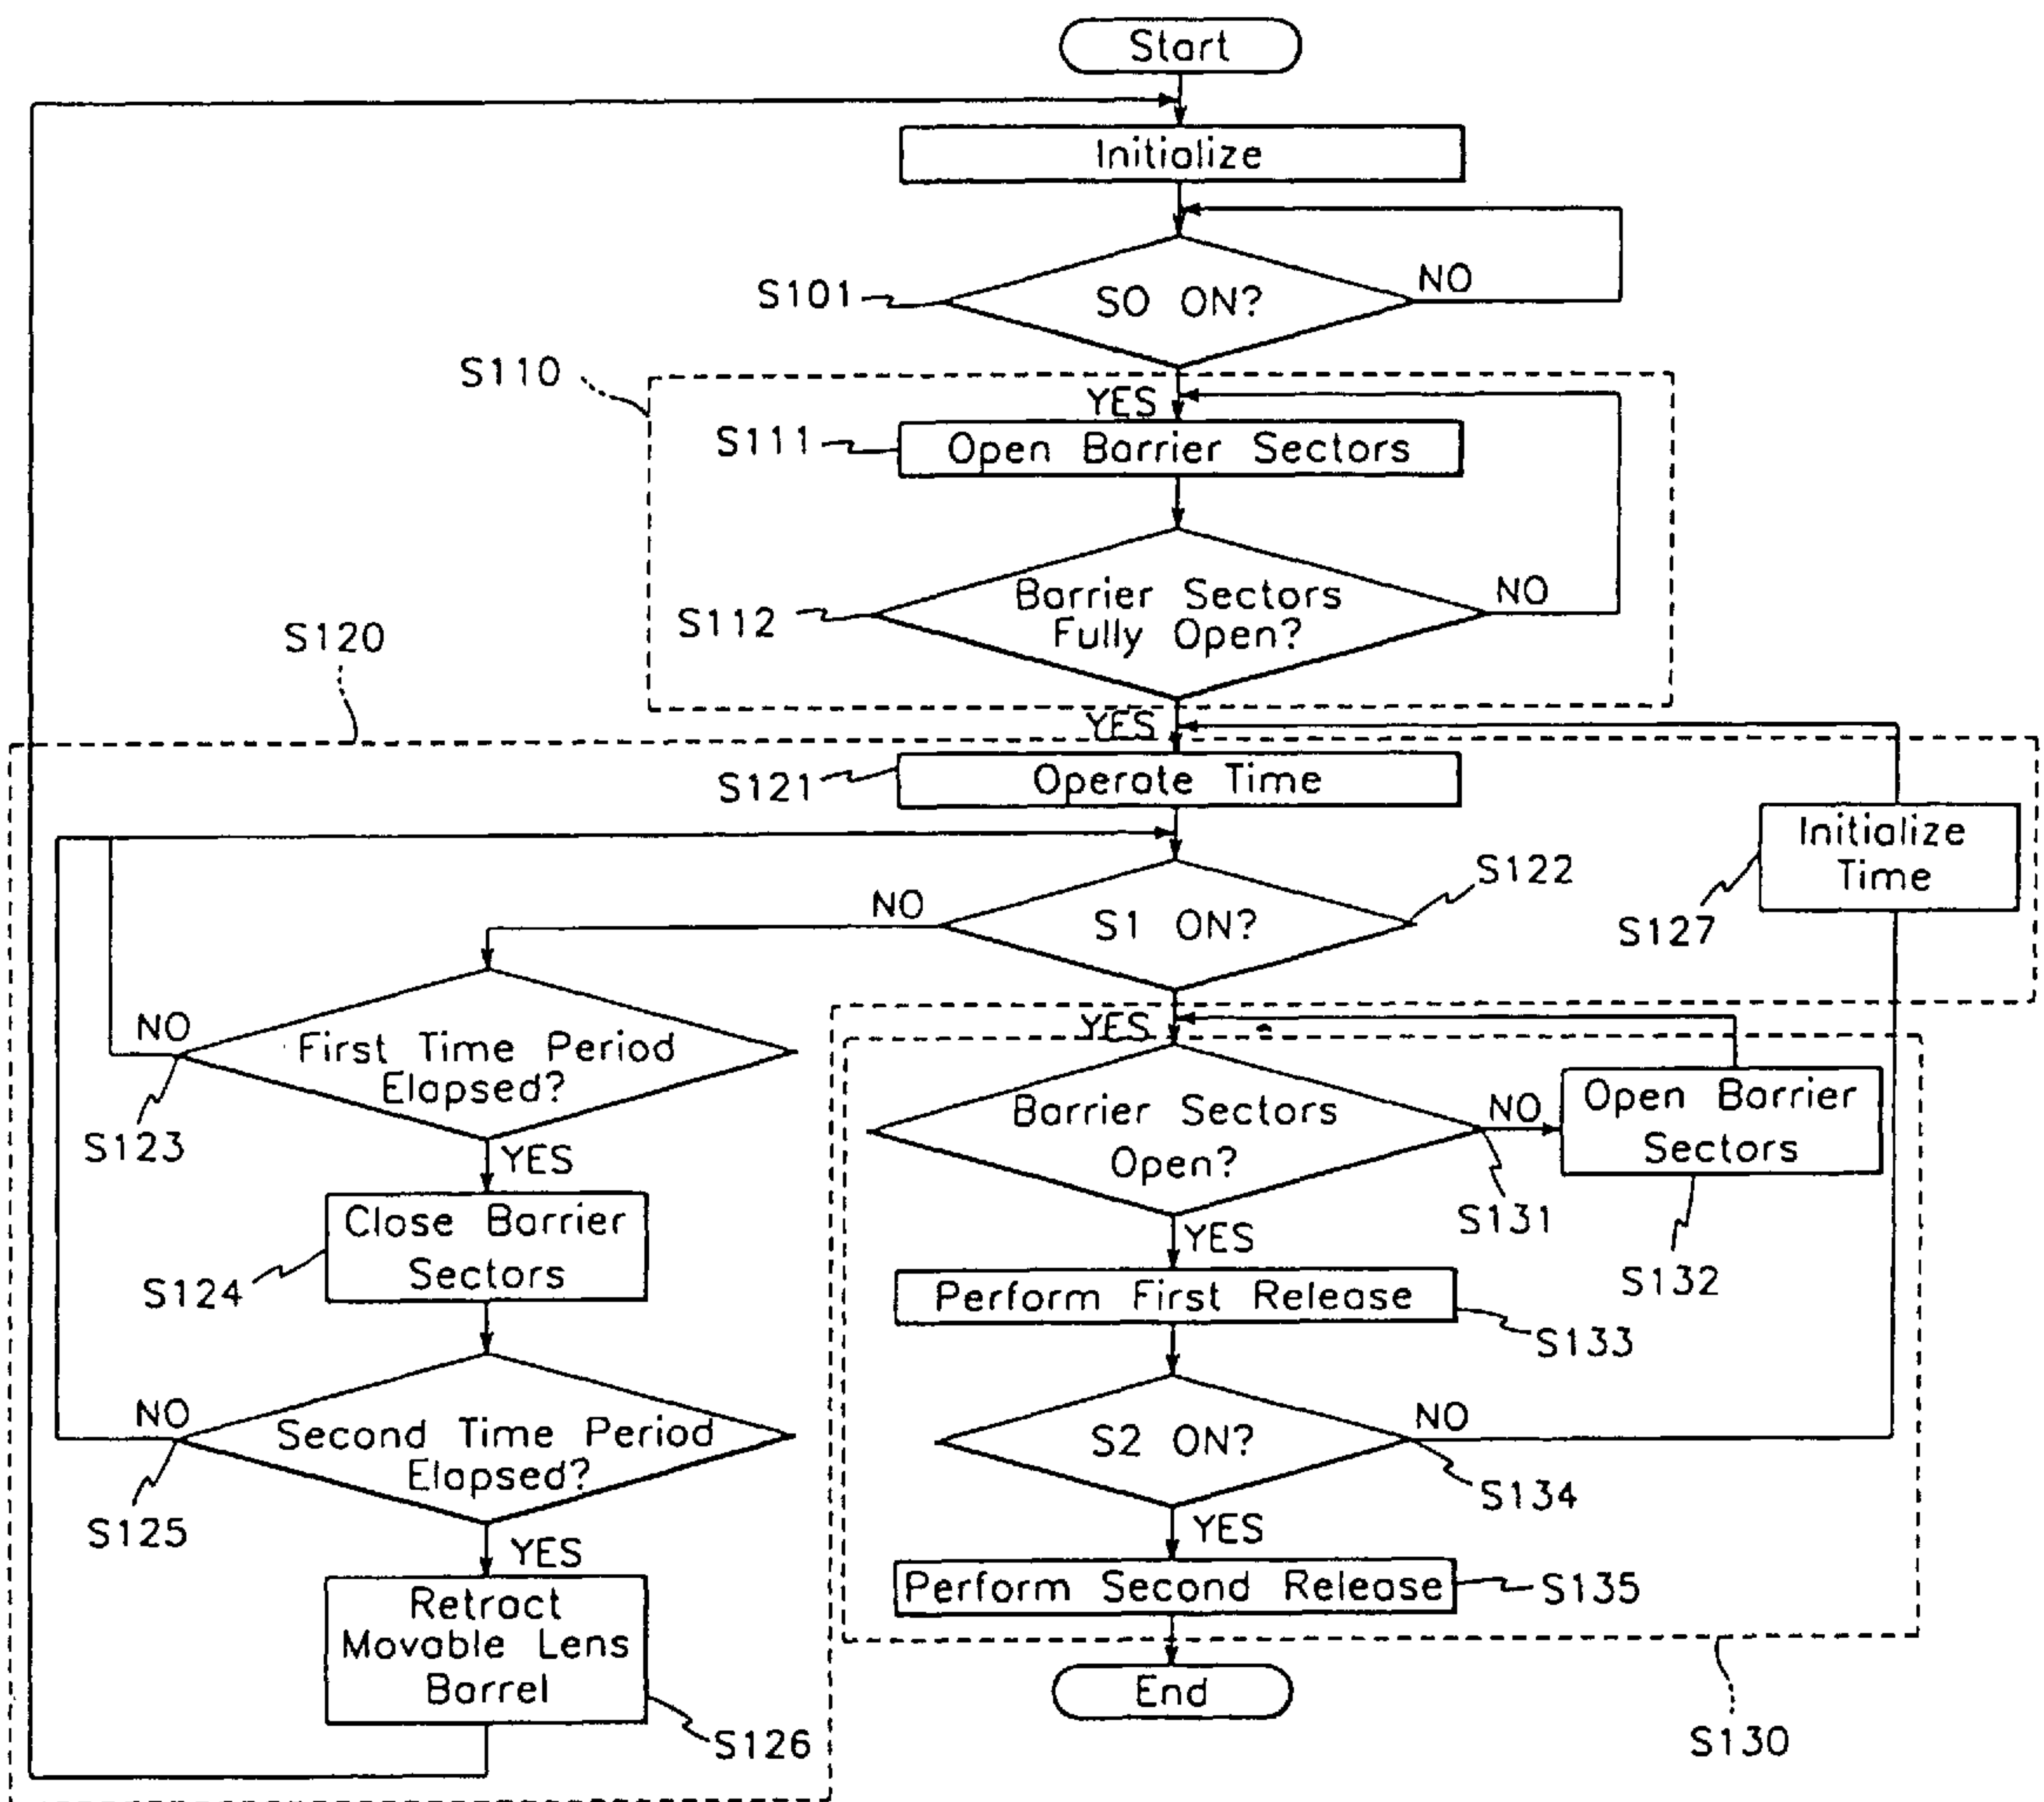 Start
Initialize
S101
SO ON?
NO
S110
YES
S111
Open Barrier Sectors
S112
Barrier Sectors
Fully Open?
NO
S120
YES
S121
Operate Time
Initialize
Time
S127
S122
NO
S1 ON?
NO
First Time Period
Elapsed?
S123
YES
Close Barrier
Sectors
S124
NO
Second Time Period
Elapsed?
S125
YES
Retract
Movable Lens
Barrel
S126
YES
Barrier Sectors
Open?
NO
Open Barrier
Sectors
S131
S132
YES
Perform First Release
S133
S2 ON?
NO
S134
YES
Perform Second Release
S135
End
S130